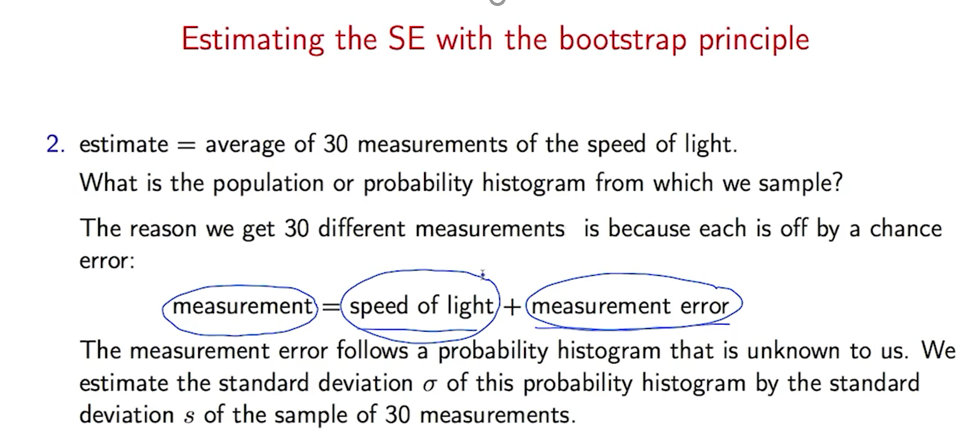 Estimating the SE with the bootstrap principle
2. estimate = average of 30 measurements of the speed of light.
What is the population or probability histogram from which we sample?
The reason we get 30 different measurements is because each is off by a chance
error:
measurement = speed of light + measurement error
The measurement error follows a probability histogram that is unknown to us. We
estimate the standard deviation σ of this probability histogram by the standard
deviation s of the sample of 30 measurements.